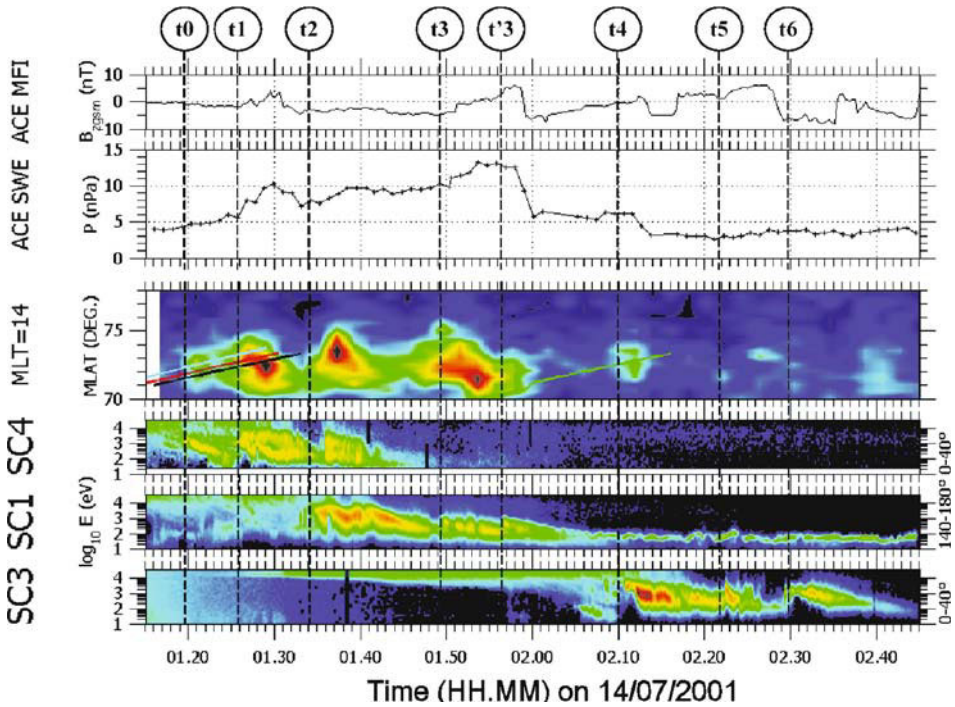 t0 t1 t2 t3 t'3 t4 t5 t6
ACE MFI
B zgsm (nT)
10
0
10
ACE SWE
P (nPa)
15
10
5
0
MLT=14
MLAT (DEG.)
75
70
SC4
4
3
2
1
0-40°
SC1
log10 E (eV)
4
3
2
1
140-180°
SC3
4
3
2
1
0-40°
01.20 01.30 01.40 01.50 02.00 02.10 02.20 02.30 02.40
Time (HH.MM) on 14/07/2001